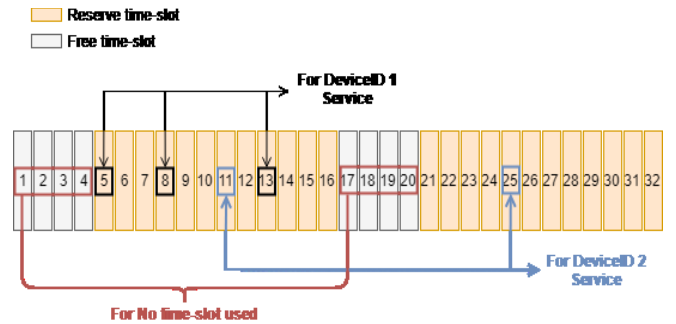 Reserve time-slot
Free time-slot
For DeviceID 1
Service
1 2 3 4 5 6 7 8 9 10 11 12 13 14 15 16 17 18 19 20 21 22 23 24 25 26 27 28 29 30 31 32
For DeviceID 2
Service
For No time-slot used